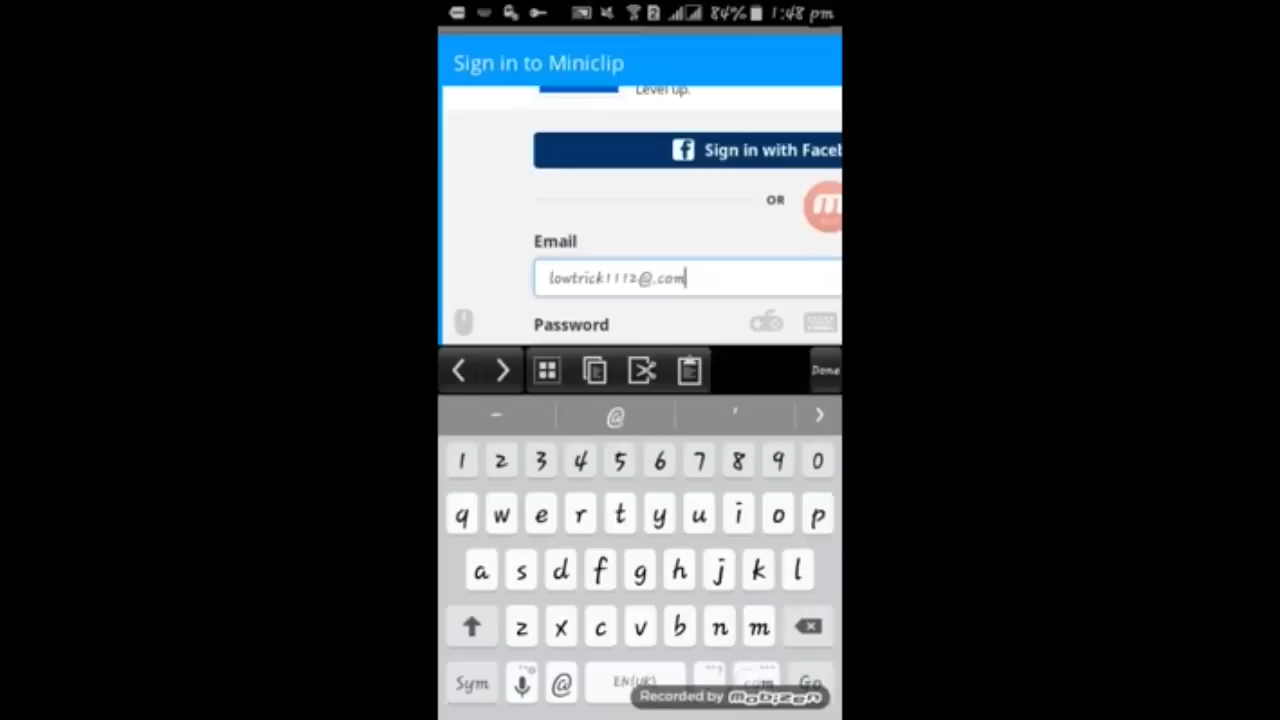 84% 1:48 pm
Sign in to Miniclip
Level up.
Sign in with Faceb
OR
Email
lowtrick1112@.com
Password
Done
- @ '
1 2 3 4 5 6 7 8 9 0
q w e r t y u i o p
a s d f g h j k l
z x c v b n m
Sym @ EN(UK) .com Go
Recorded by mobizen